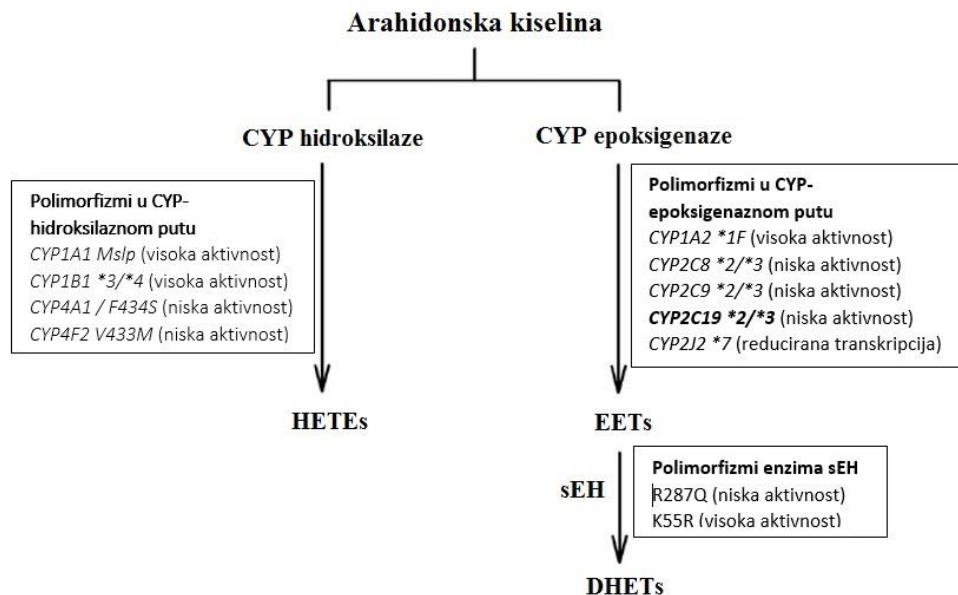 Arahidonska kiselina
CYP hidroksilaze
CYP epoksigenaze
Polimorfizmi u CYP-
hidroksilaznom putu
CYP1A1 Mslp (visoka aktivnost)
CYP1B1 *3/*4 (visoka aktivnost)
CYP4A1 / F434S (niska aktivnost)
CYP4F2 V433M (niska aktivnost)
Polimorfizmi u CYP-
epoksigenaznom putu
CYP1A2 *1F (visoka aktivnost)
CYP2C8 *2/*3 (niska aktivnost)
CYP2C9 *2/*3 (niska aktivnost)
CYP2C19 *2/*3 (niska aktivnost)
CYP2J2 *7 (reducirana transkripcija)
HETEs
EETs
sEH
Polimorfizmi enzima sEH
R287Q (niska aktivnost)
K55R (visoka aktivnost)
DHETs